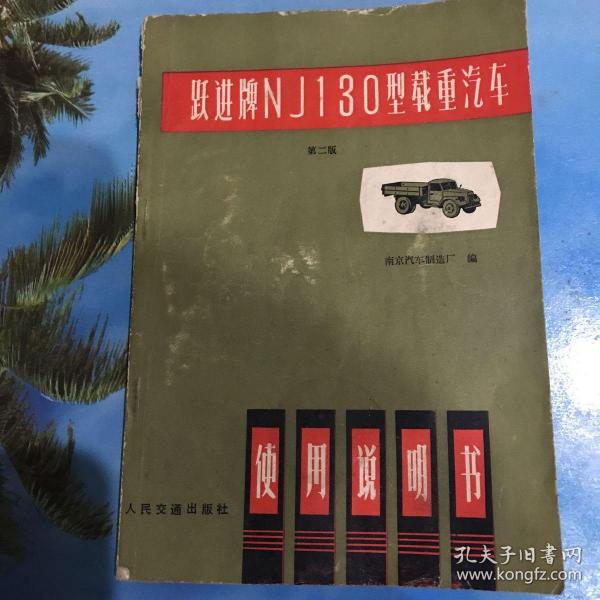 跃进牌NJ130型载重汽车
第二版
南京汽车制造厂 编
使用说明书
人民交通出版社
孔夫子旧书网
www.kongfz.com